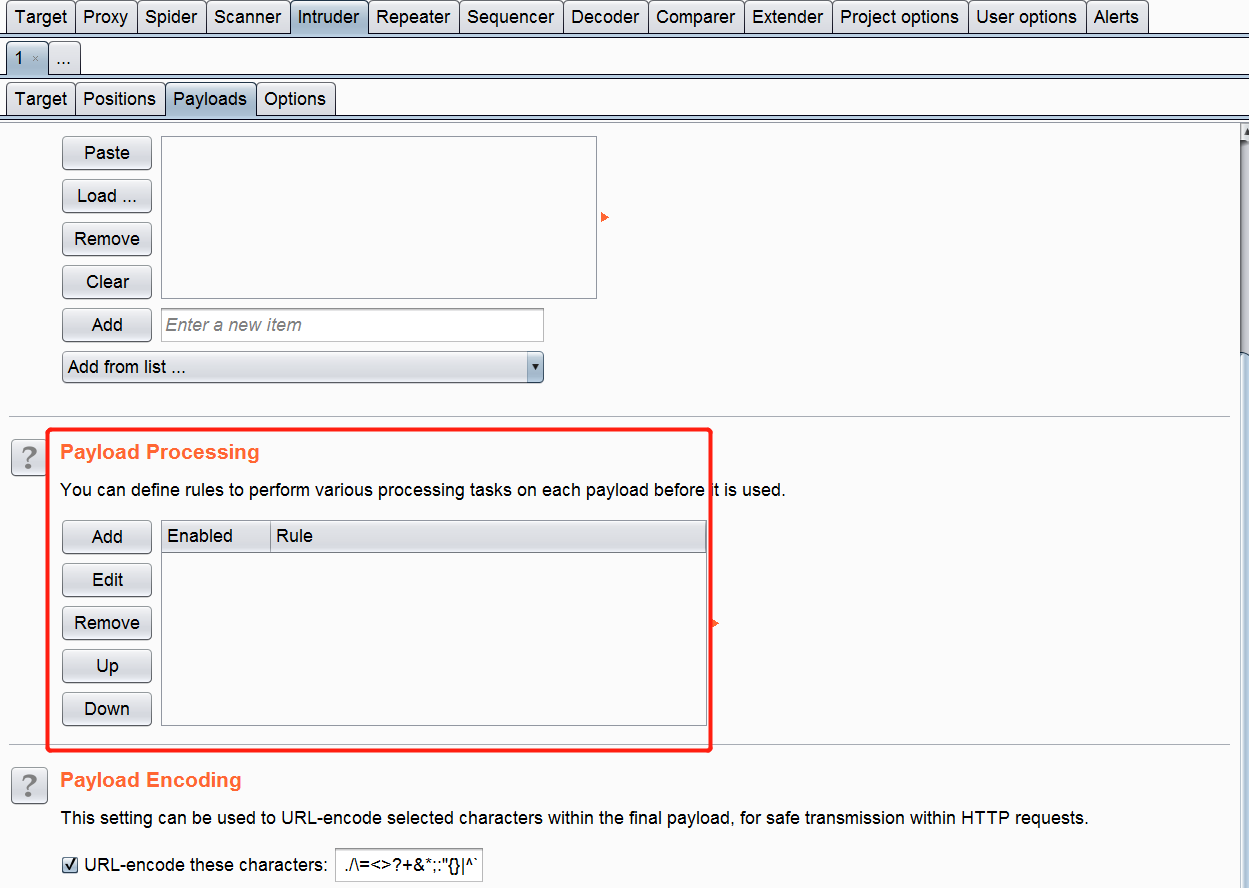 Target Proxy Spider Scanner Intruder Repeater Sequencer Decoder Comparer Extender Project options User options Alerts
1 × ...
Target Positions Payloads Options
Paste
Load ...
Remove
Clear
Add Enter a new item
Add from list ...
? Payload Processing
You can define rules to perform various processing tasks on each payload before it is used.
Add Enabled Rule
Edit
Remove
Up
Down
? Payload Encoding
This setting can be used to URL-encode selected characters within the final payload, for safe transmission within HTTP requests.
URL-encode these characters: ./\=<>?+&*;:"{}|^`